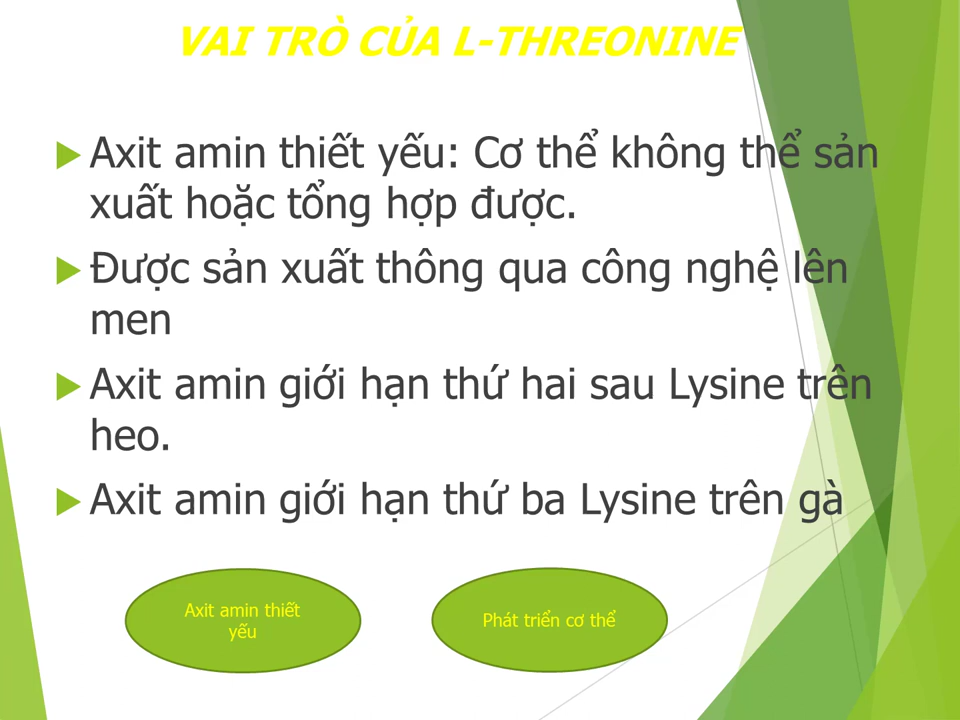 VAI TRÒ CỦA L-THREONINE
Axit amin thiết yếu: Cơ thể không thể sản
xuất hoặc tổng hợp được.
Được sản xuất thông qua công nghệ lên
men
Axit amin giới hạn thứ hai sau Lysine trên
heo.
Axit amin giới hạn thứ ba Lysine trên gà
Axit amin thiết
yếu
Phát triển cơ thể